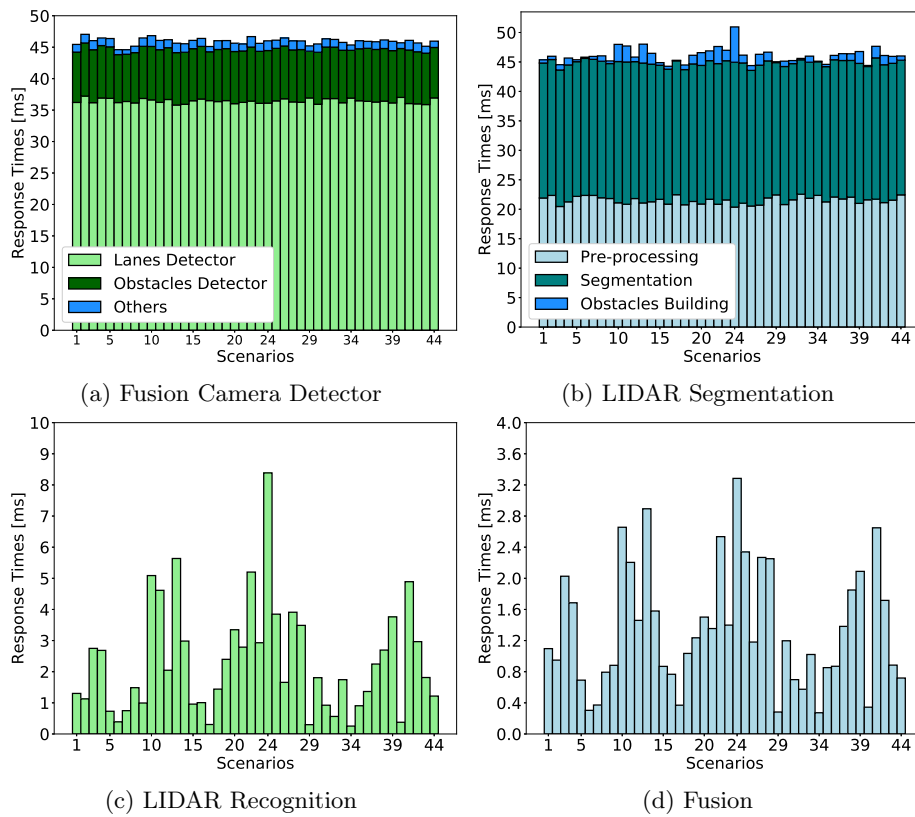 50
45
40
35
30
25
20
15
10
5
0
Response Times [ms]
Lanes Detector
Obstacles Detector
Others
1 5 10 15 20 24 29 34 39 44
Scenarios
(a) Fusion Camera Detector
50
45
40
35
30
25
20
15
10
5
0
Response Times [ms]
Pre-processing
Segmentation
Obstacles Building
1 5 10 15 20 24 29 34 39 44
Scenarios
(b) LIDAR Segmentation
10
9
8
7
6
5
4
3
2
1
0
Response Times [ms]
1 5 10 15 20 24 29 34 39 44
Scenarios
(c) LIDAR Recognition
4.0
3.6
3.2
2.8
2.4
2.0
1.6
1.2
0.8
0.4
0.0
Response Times [ms]
1 5 10 15 20 24 29 34 39 44
Scenarios
(d) Fusion